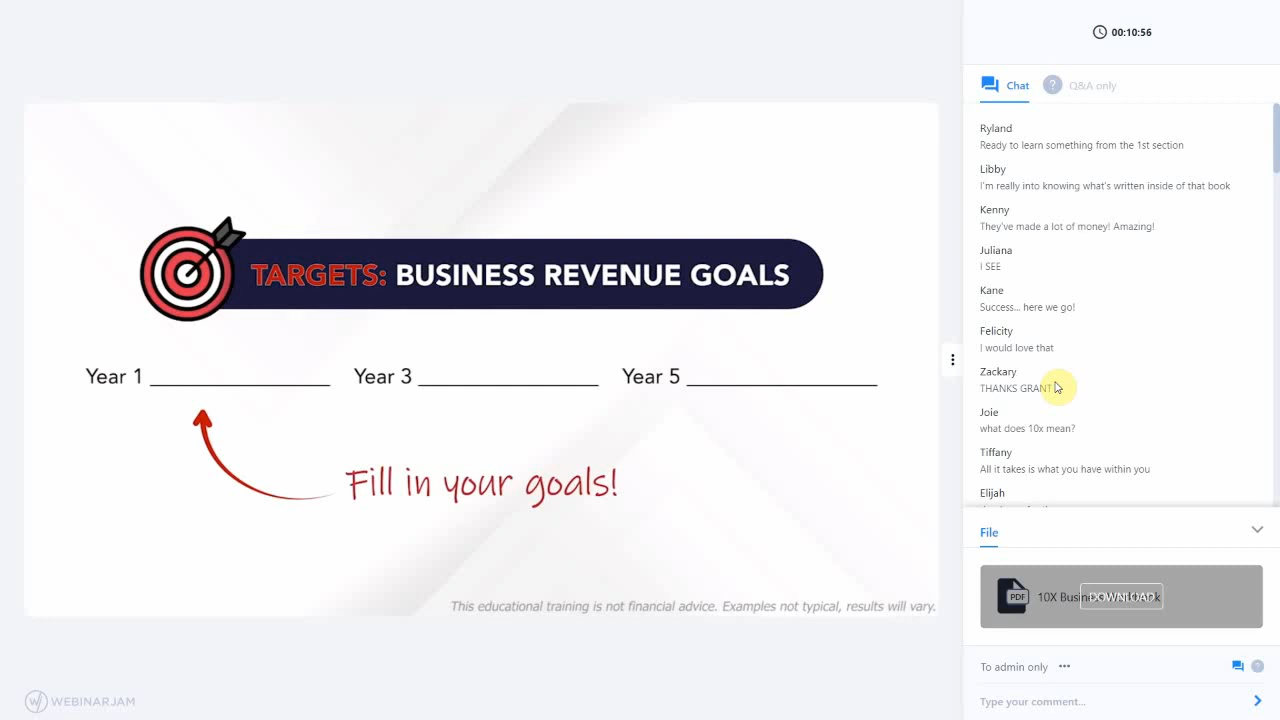 TARGETS: BUSINESS REVENUE GOALS
Year 1 Year 3 Year 5
Fill in your goals!
This educational training is not financial advice. Examples not typical, results will vary.
WEBINARJAM
00:10:56
Chat
Q&A only
Ryland
Ready to learn something from the 1st section
Libby
I'm really into knowing what's written inside of that book
Kenny
They've made a lot of money! Amazing!
Juliana
I SEE
Kane
Success... here we go!
Felicity
I would love that
Zackary
THANKS GRANT
Joie
what does 10x mean?
Tiffany
All it takes is what you have within you
Elijah
File
PDF
10X
DOWNLOAD
To admin only
Type your comment...